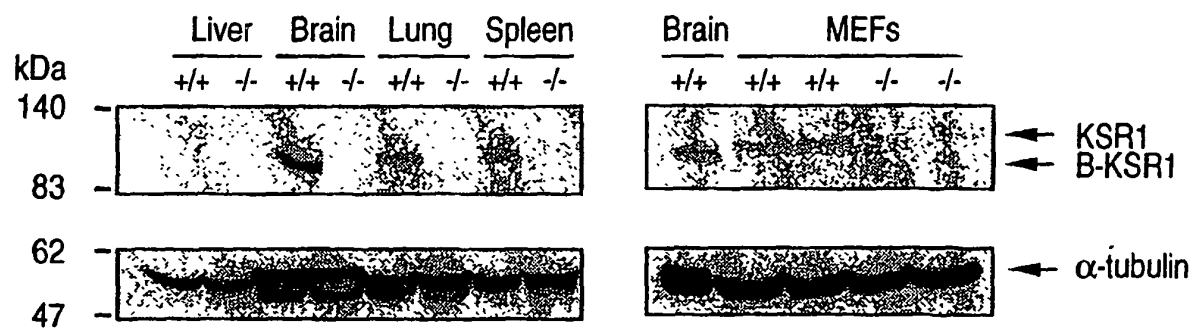 Liver Brain Lung Spleen Brain MEFs
kDa +/+ -/- +/+ -/- +/+ -/- +/+ -/- +/+ +/+ +/+ -/- -/-
140
KSR1
B-KSR1
83
62
α-tubulin
47